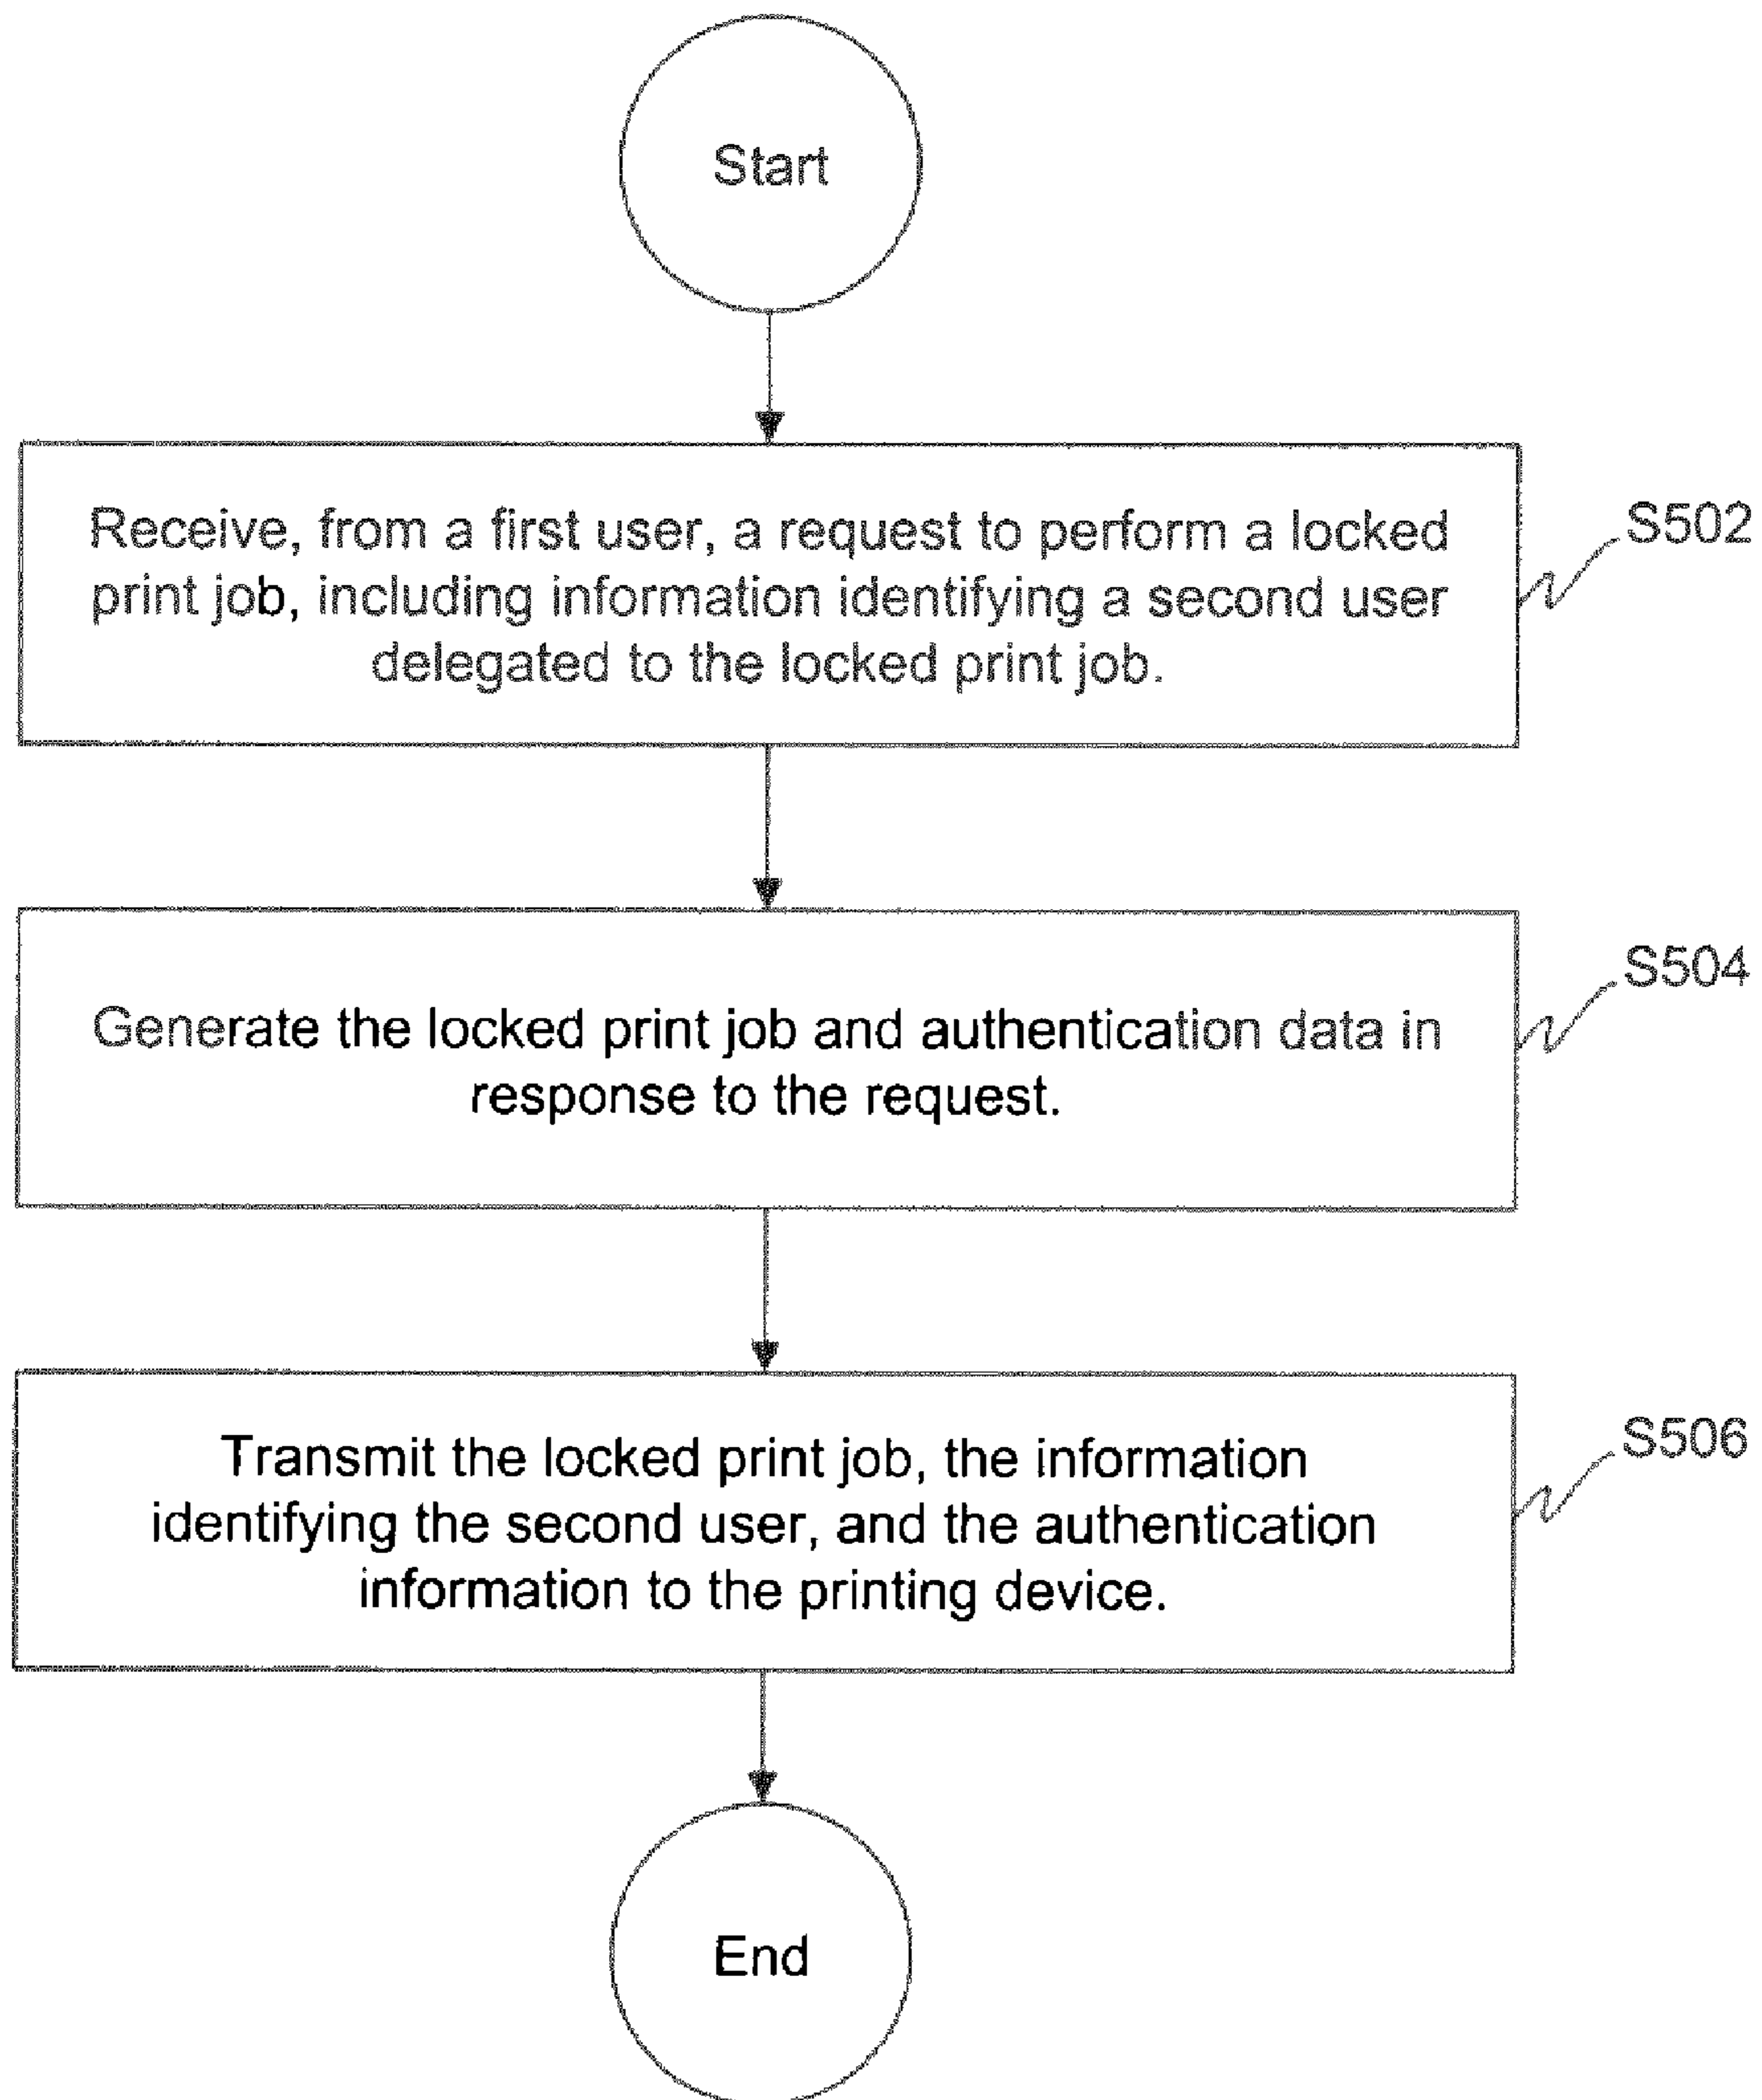 Start
Receive, from a first user, a request to perform a locked
print job, including information identifying a second user
delegated to the locked print job.
S502
Generate the locked print job and authentication data in
response to the request.
S504
Transmit the locked print job, the information
identifying the second user, and the authentication
information to the printing device.
S506
End